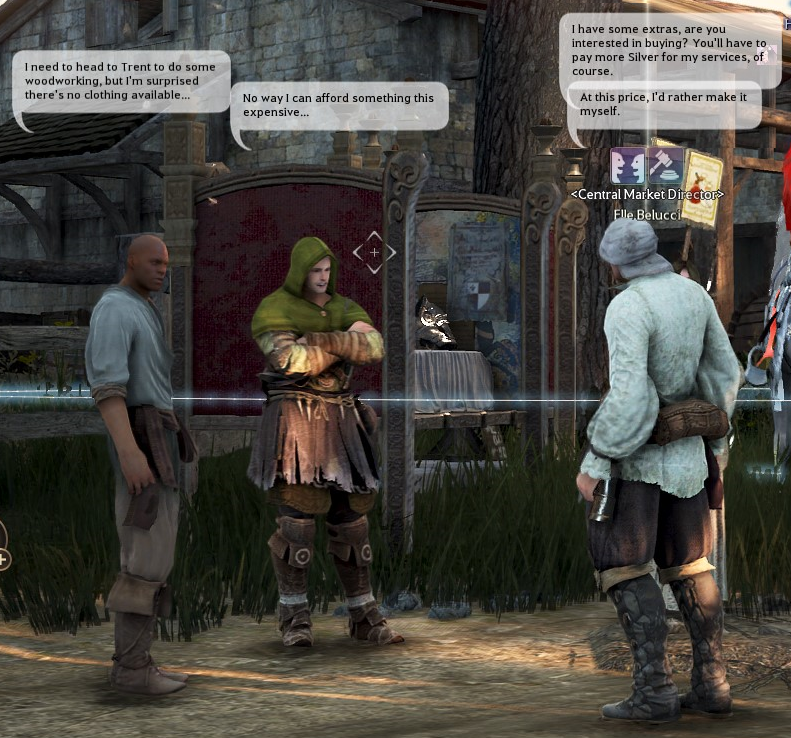 I need to head to Trent to do some
woodworking, but I'm surprised
there's no clothing available...
No way I can afford something this
expensive...
I have some extras, are you
interested in buying? You'll have to
pay more Silver for my services, of
course.
At this price, I'd rather make it
myself.
<Central Market Director>
Elle Belucci